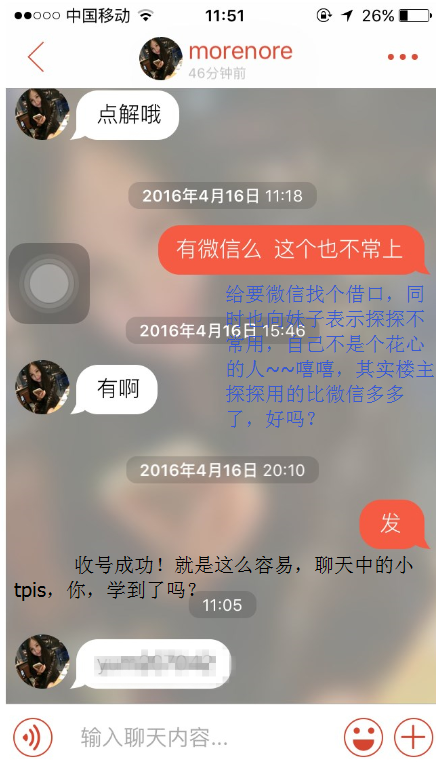 中国移动 11:51 26%
morenore
46分钟前
点解哦
2016年4月16日 11:18
有微信么 这个也不常上
给要微信找个借口，同
时也向妹子表示探探不
2016年4月16日 15:46
常用，自己不是个花心
的人~~嘻嘻，其实楼主
有啊
探探用的比微信多多
了，好吗？
2016年4月16日 20:10
发
收号成功！就是这么容易，聊天中的小
tpis，你，学到了吗？
11:05
输入聊天内容...